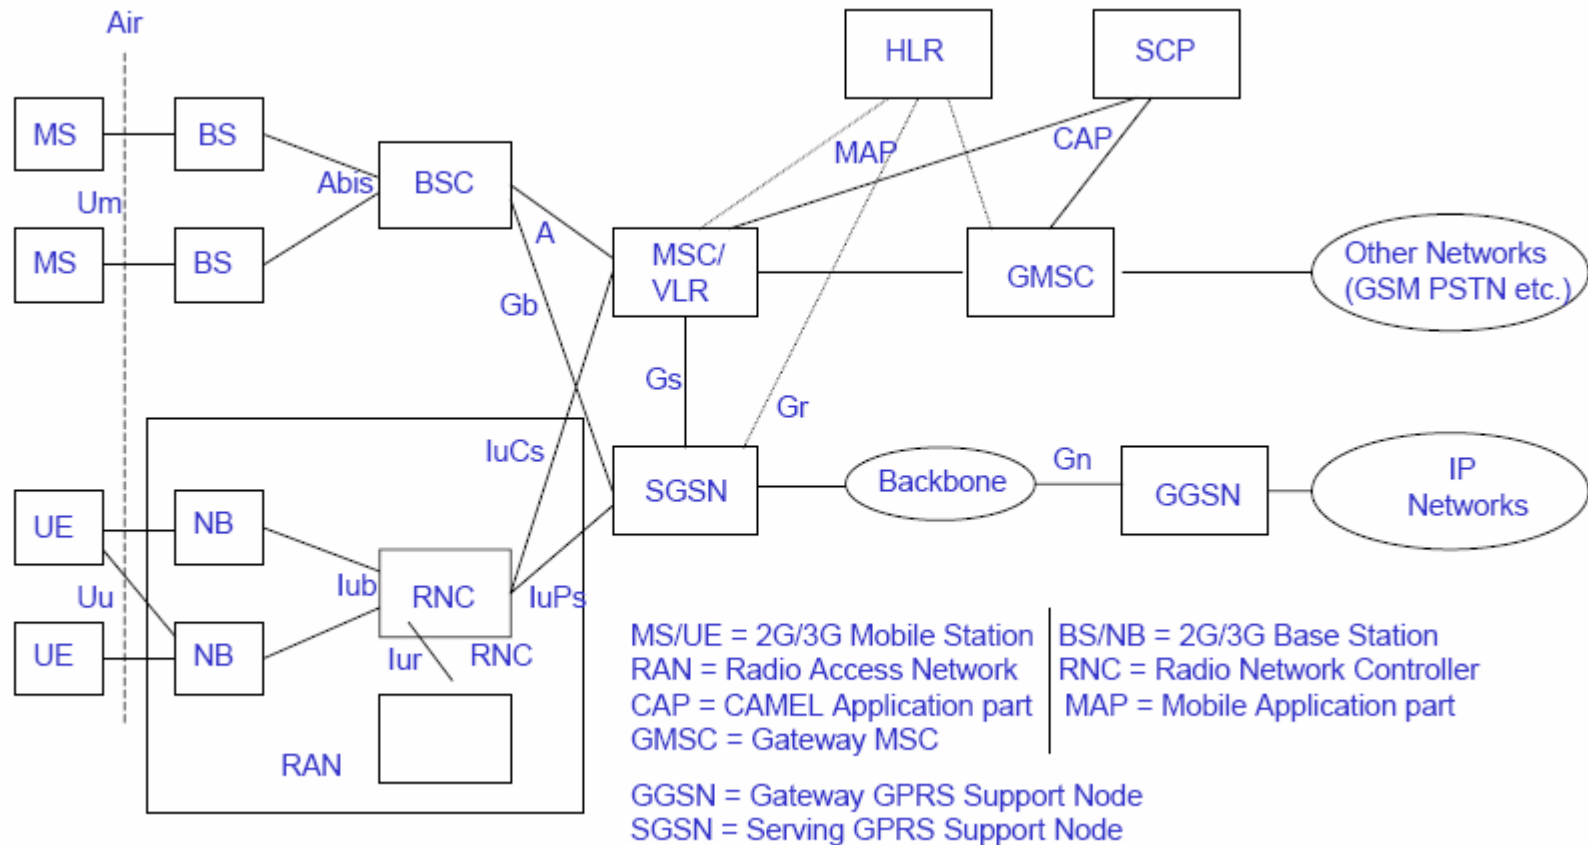 Air
HLR
SCP
MS
BS
MAP
CAP
Abis
BSC
Um
A
MS
BS
MSC/
VLR
GMSC
Other Networks
(GSM PSTN etc.)
Gb
Gs
Gr
IuCs
SGSN
Backbone
Gn
GGSN
IP
Networks
UE
NB
Uu
Iub
RNC
IuPs
UE
NB
Iur
RNC
RAN
MS/UE = 2G/3G Mobile Station
BS/NB = 2G/3G Base Station
RAN = Radio Access Network
RNC = Radio Network Controller
CAP = CAMEL Application part
MAP = Mobile Application part
GMSC = Gateway MSC
GGSN = Gateway GPRS Support Node
SGSN = Serving GPRS Support Node